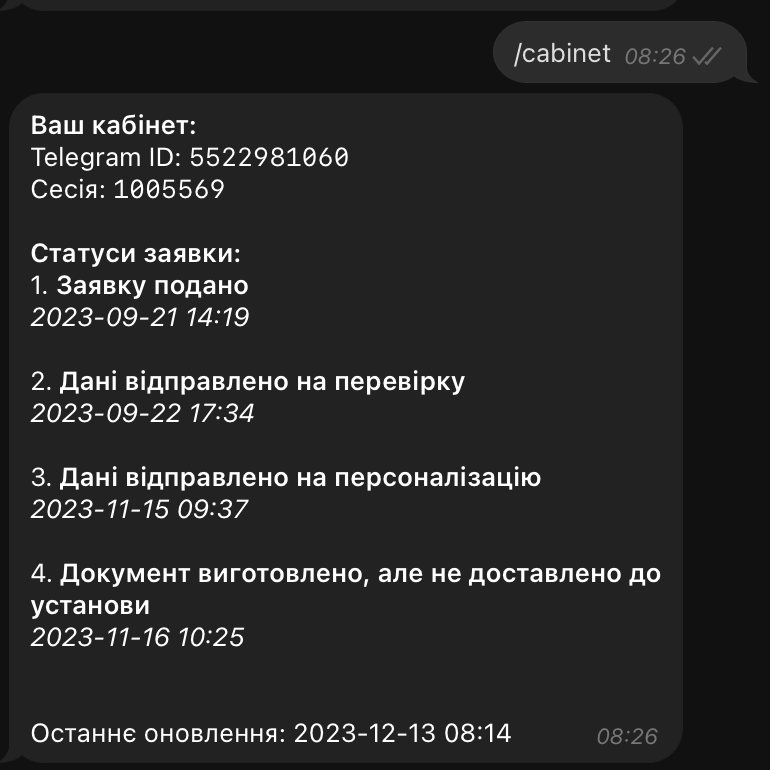 /cabinet 08:26
Ваш кабінет:
Telegram ID: 5522981060
Сесія: 1005569
Статуси заявки:
1. Заявку подано
2023-09-21 14:19
2. Дані відправлено на перевірку
2023-09-22 17:34
3. Дані відправлено на персоналізацію
2023-11-15 09:37
4. Документ виготовлено, але не доставлено до
установи
2023-11-16 10:25
Останнє оновлення: 2023-12-13 08:14 08:26